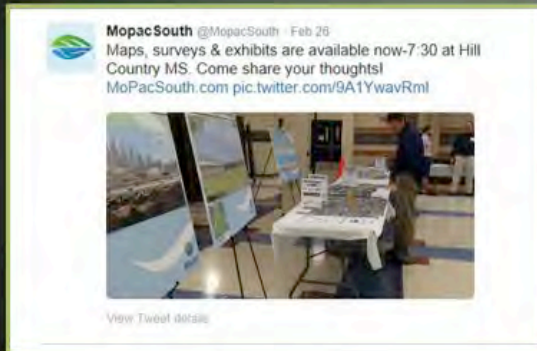 MopacSouth @MopacSouth · Feb 26
Maps, surveys & exhibits are available now-7:30 at Hill
Country MS. Come share your thoughts!
MoPacSouth.com pic.twitter.com/9A1YwavRmI
View Tweet details